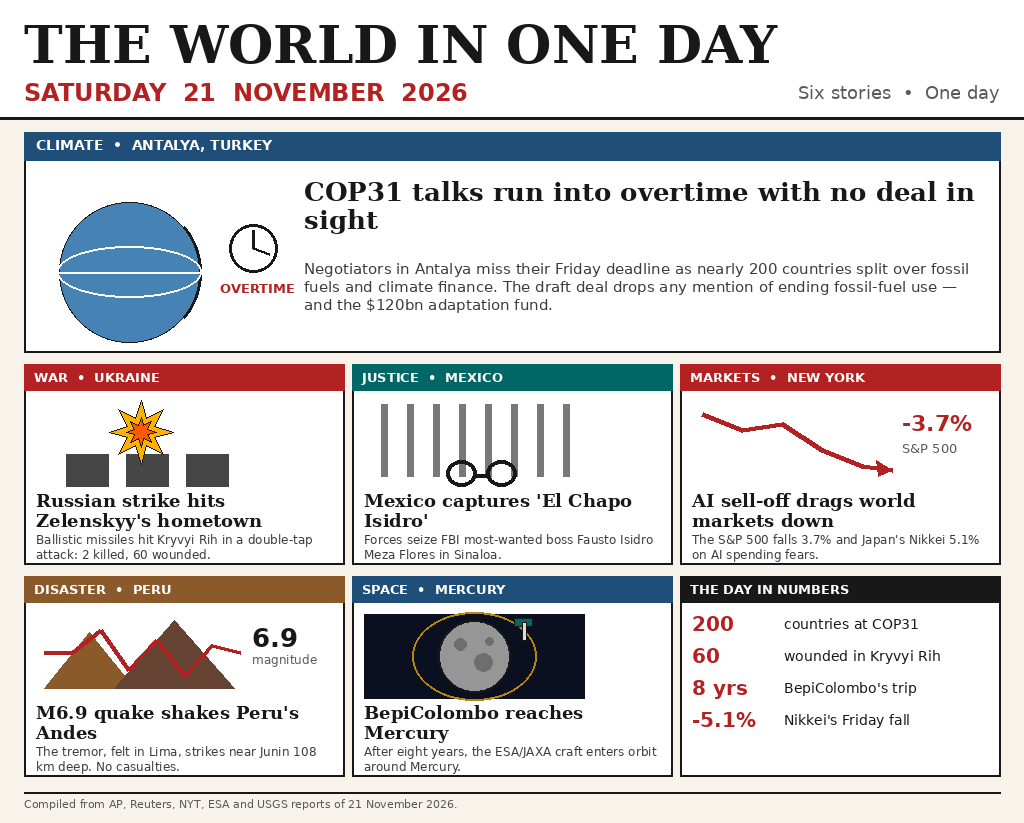 THE WORLD IN ONE DAY
SATURDAY 21 NOVEMBER 2026
Six stories • One day
CLIMATE • ANTALYA, TURKEY
COP31 talks run into overtime with no deal in
sight
OVERTIME
Negotiators in Antalya miss their Friday deadline as nearly 200 countries split over fossil
fuels and climate finance. The draft deal drops any mention of ending fossil-fuel use —
and the $120bn adaptation fund.
WAR • UKRAINE
Russian strike hits
Zelenskyy's hometown
Ballistic missiles hit Kryvyi Rih in a double-tap
attack: 2 killed, 60 wounded.
JUSTICE • MEXICO
Mexico captures 'El Chapo
Isidro'
Forces seize FBI most-wanted boss Fausto Isidro
Meza Flores in Sinaloa.
MARKETS • NEW YORK
-3.7%
S&P 500
AI sell-off drags world
markets down
The S&P 500 falls 3.7% and Japan's Nikkei 5.1%
on AI spending fears.
DISASTER • PERU
6.9
magnitude
M6.9 quake shakes Peru's
Andes
The tremor, felt in Lima, strikes near Junin 108
km deep. No casualties.
SPACE • MERCURY
BepiColombo reaches
Mercury
After eight years, the ESA/JAXA craft enters orbit
around Mercury.
THE DAY IN NUMBERS
200 countries at COP31
60 wounded in Kryvyi Rih
8 yrs BepiColombo's trip
-5.1% Nikkei's Friday fall
Compiled from AP, Reuters, NYT, ESA and USGS reports of 21 November 2026.